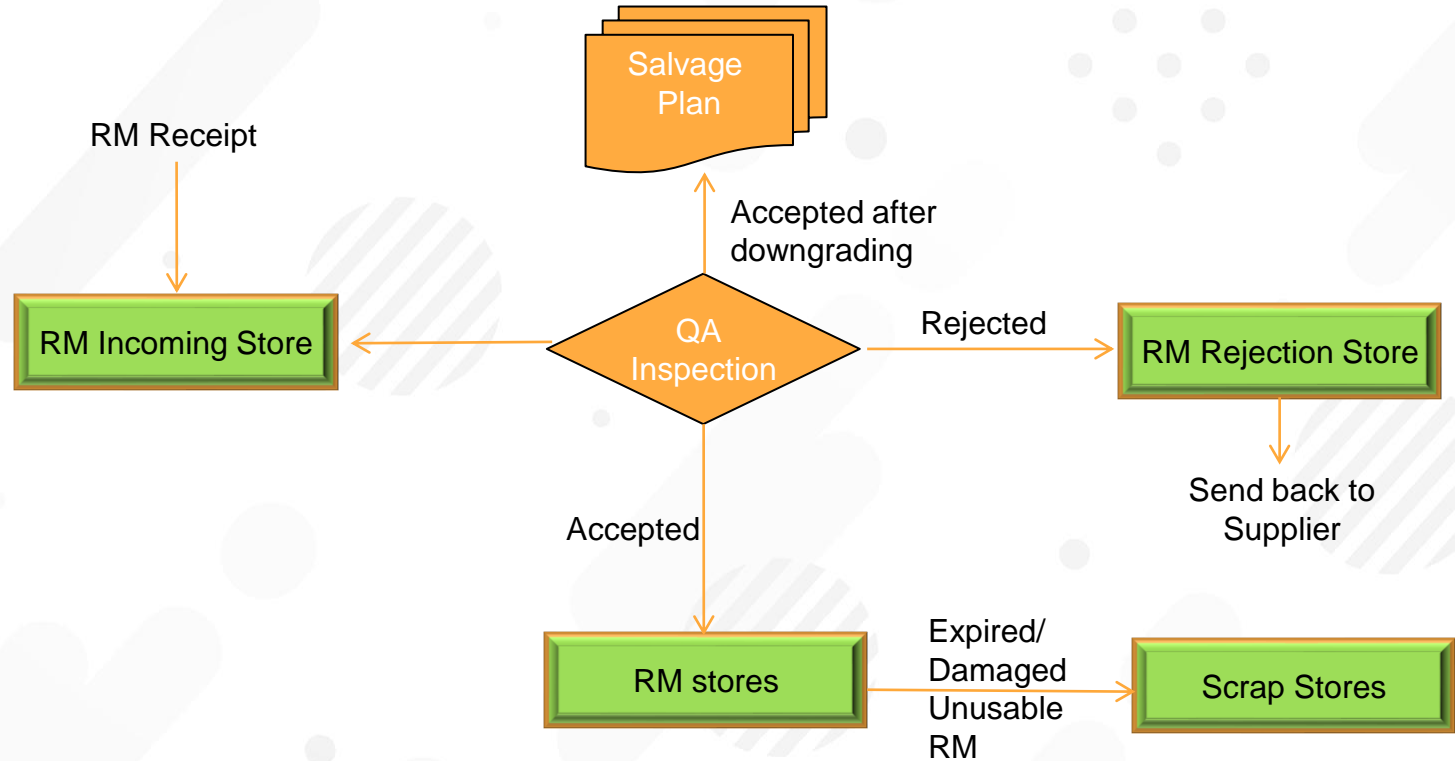 Salvage
Plan
RM Receipt
Accepted after
downgrading
RM Incoming Store
QA
Inspection
Rejected
RM Rejection Store
Send back to
Supplier
Accepted
RM stores
Expired/
Damaged
Unusable
RM
Scrap Stores